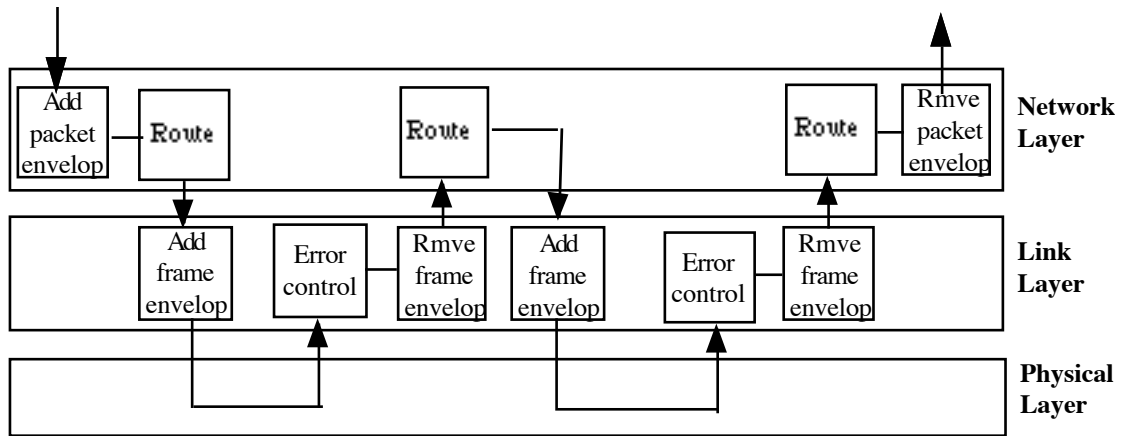 Add
packet
envelop
Route
Route
Route
Rmve
packet
envelop
Network
Layer
Add
frame
envelop
Error
control
Rmve
frame
envelop
Add
frame
envelop
Error
control
Rmve
frame
envelop
Link
Layer
Physical
Layer